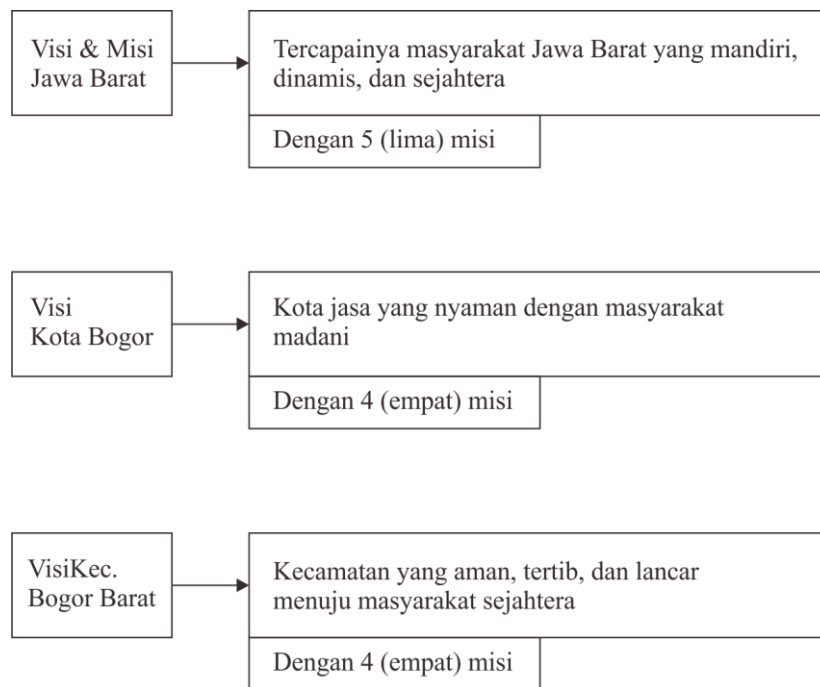 Visi & Misi
Jawa Barat
Tercapainya masyarakat Jawa Barat yang mandiri,
dinamis, dan sejahtera
Dengan 5 (lima) misi
Visi
Kota Bogor
Kota jasa yang nyaman dengan masyarakat
madani
Dengan 4 (empat) misi
VisiKec.
Bogor Barat
Kecamatan yang aman, tertib, dan lancar
menuju masyarakat sejahtera
Dengan 4 (empat) misi